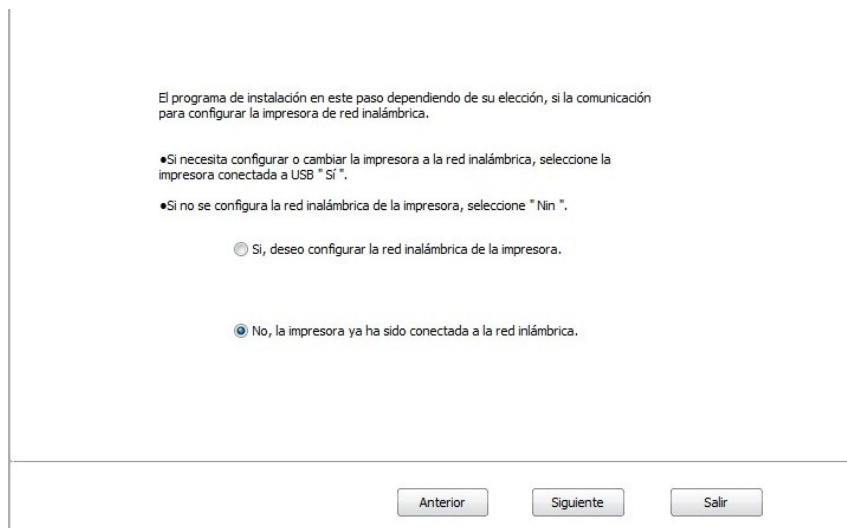 El programa de instalación en este paso dependiendo de su elección, si la comunicación
para configurar la impresora de red inalámbrica.
●Si necesita configurar o cambiar la impresora a la red inalámbrica, seleccione la
impresora conectada a USB " Sí ".
●Si no se configura la red inalámbrica de la impresora, seleccione " Nin ".
Si, deseo configurar la red inalámbrica de la impresora.
No, la impresora ya ha sido conectada a la red inlámbrica.
Anterior Siguiente Salir